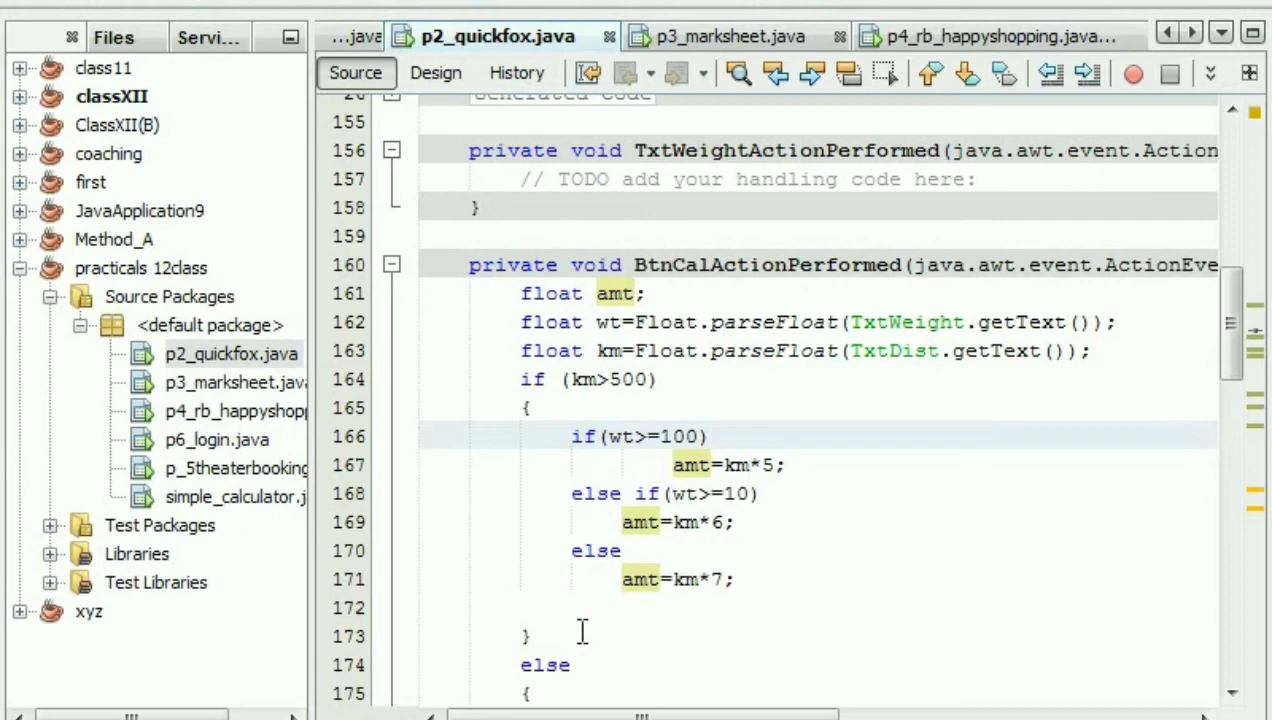 Files
Servi...
...java
p2_quickfox.java
p3_marksheet.java
p4_rb_happyshopping.java...
Source
Design
History
class11
classXII
ClassXII(B)
coaching
first
JavaApplication9
Method_A
practicals 12class
Source Packages
<default package>
p2_quickfox.java
p3_marksheet.java
p4_rb_happyshopp
p6_login.java
p_5theaterbooking
simple_calculator.j
Test Packages
Libraries
Test Libraries
xyz
20 Generated Code
155
156 private void TxtWeightActionPerformed(java.awt.event.Action
157 // TODO add your handling code here:
158 }
159
160 private void BtnCalActionPerformed(java.awt.event.ActionEve
161 float amt;
162 float wt=Float.parseFloat(TxtWeight.getText());
163 float km=Float.parseFloat(TxtDist.getText());
164 if (km>500)
165 {
166 if(wt>=100)
167 amt=km*5;
168 else if(wt>=10)
169 amt=km*6;
170 else
171 amt=km*7;
172
173 }
174 else
175 {